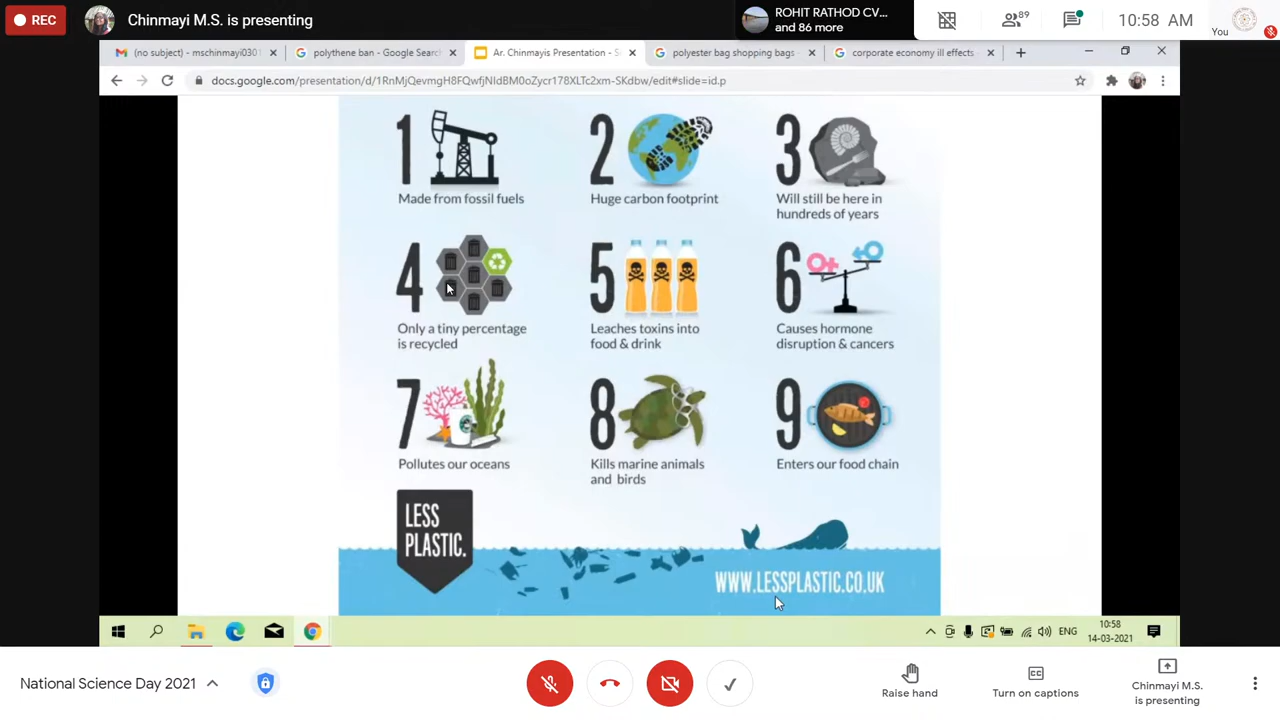 REC
Chinmayi M.S. is presenting
ROHIT RATHOD CV...
and 86 more
89
10:58 AM
You
(no subject) - mschinmayi030
polythene ban - Google Searc
Ar. Chinmayis Presentation - S
polyester bag shopping bags -
corporate economy ill effects
docs.google.com/presentation/d/1RnMjQevmgH8FQwfjNIdBM0oZycr178XLTc2xm-SKdbw/edit#slide=id.p
1
Made from fossil fuels
2
Huge carbon footprint
3
Will still be here in
hundreds of years
4
Only a tiny percentage
is recycled
5
Leaches toxins into
food & drink
6
Causes hormone
disruption & cancers
7
Pollutes our oceans
8
Kills marine animals
and birds
9
Enters our food chain
LESS
PLASTIC.
WWW.LESSPLASTIC.CO.UK
ENG
10:58
14-03-2021
National Science Day 2021
Raise hand
Turn on captions
Chinmayi M.S.
is presenting